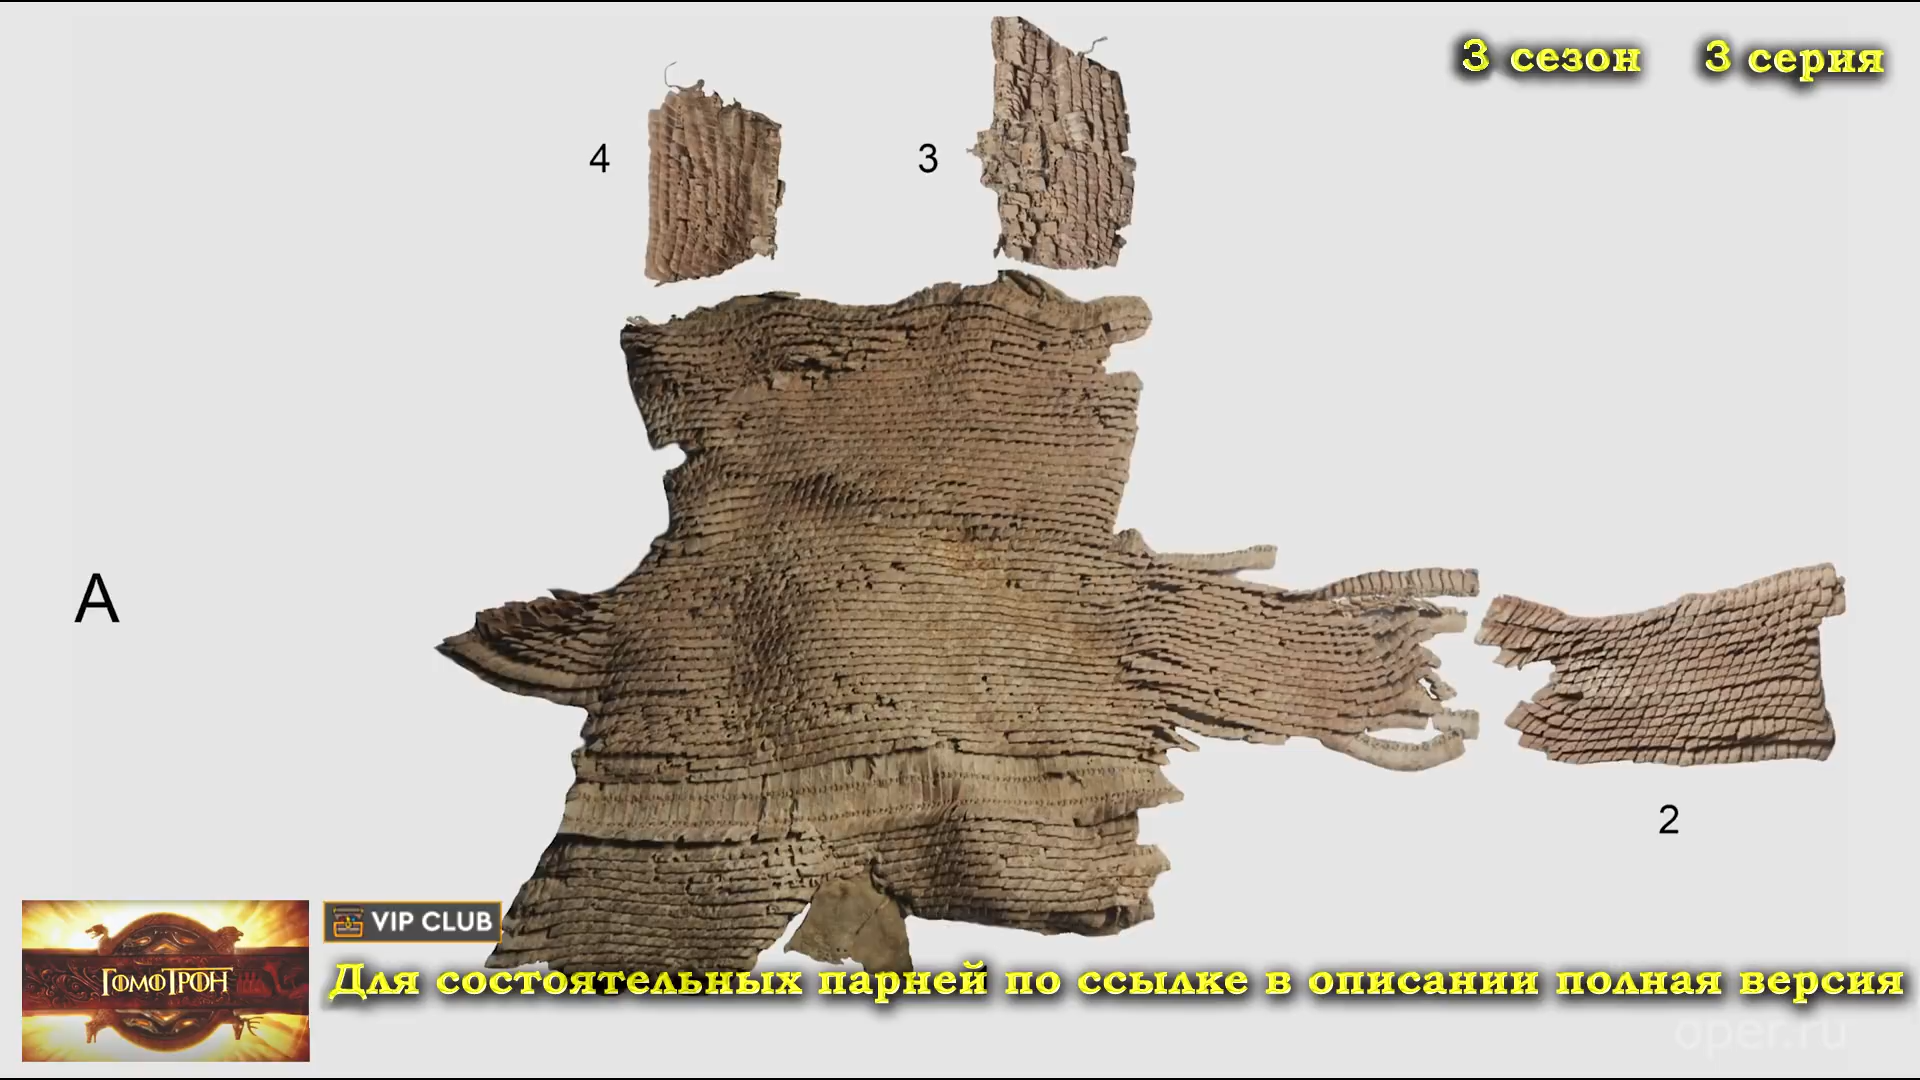 3 сезон 3 серия
4
3
A
2
VIP CLUB
ГОМОТРОН
Для состоятельных парней по ссылке в описании полная версия
oper.ru